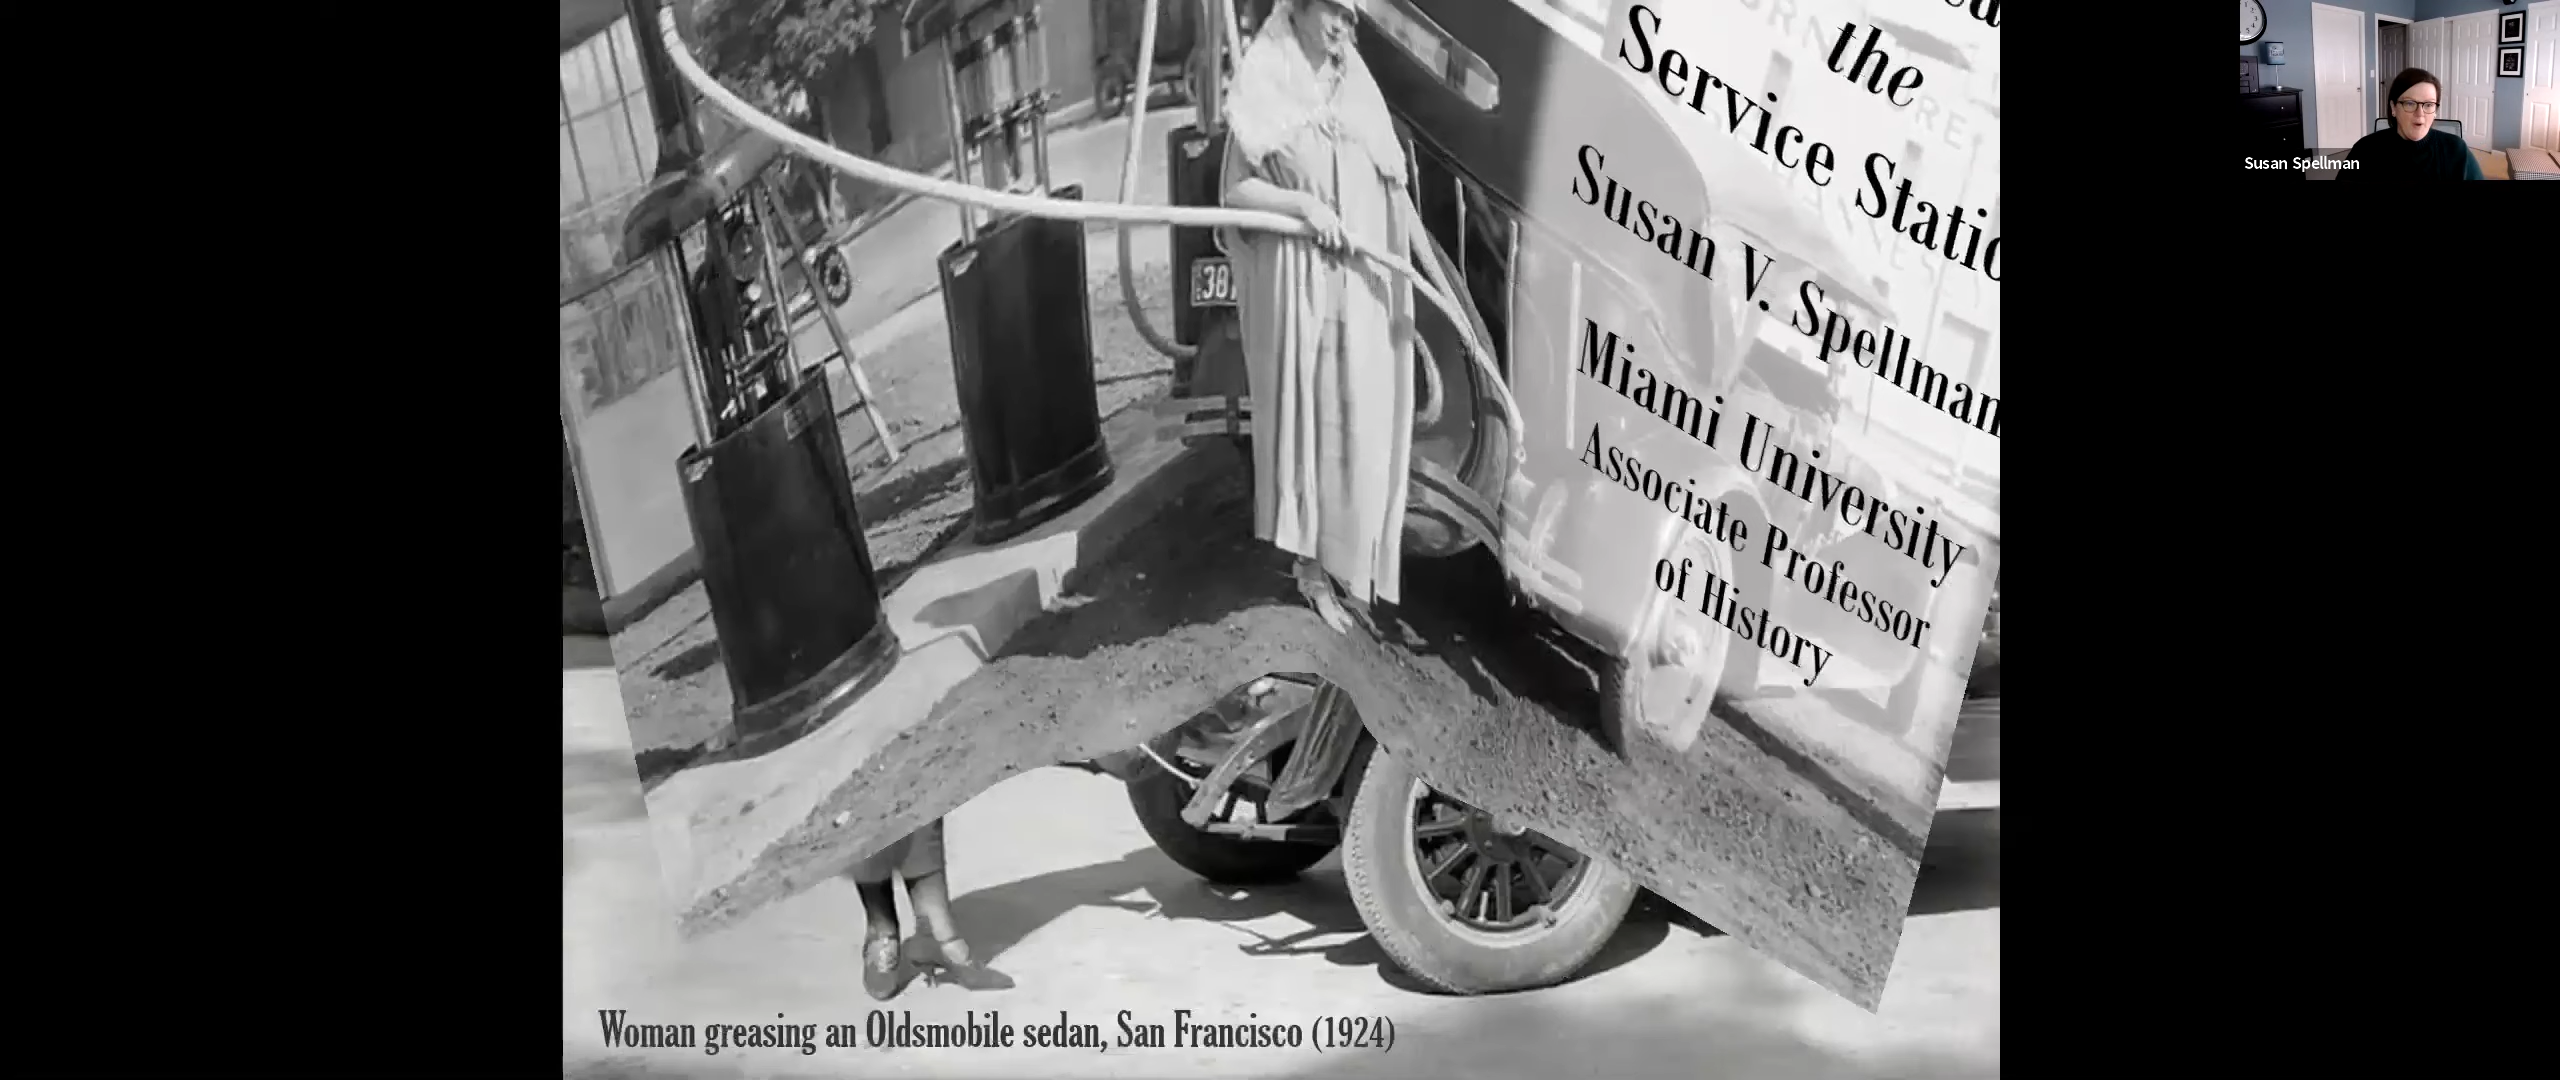 the
Service Statio
Susan V. Spellman
Miami University
Associate Professor
of History
Woman greasing an Oldsmobile sedan, San Francisco (1924)
Susan Spellman